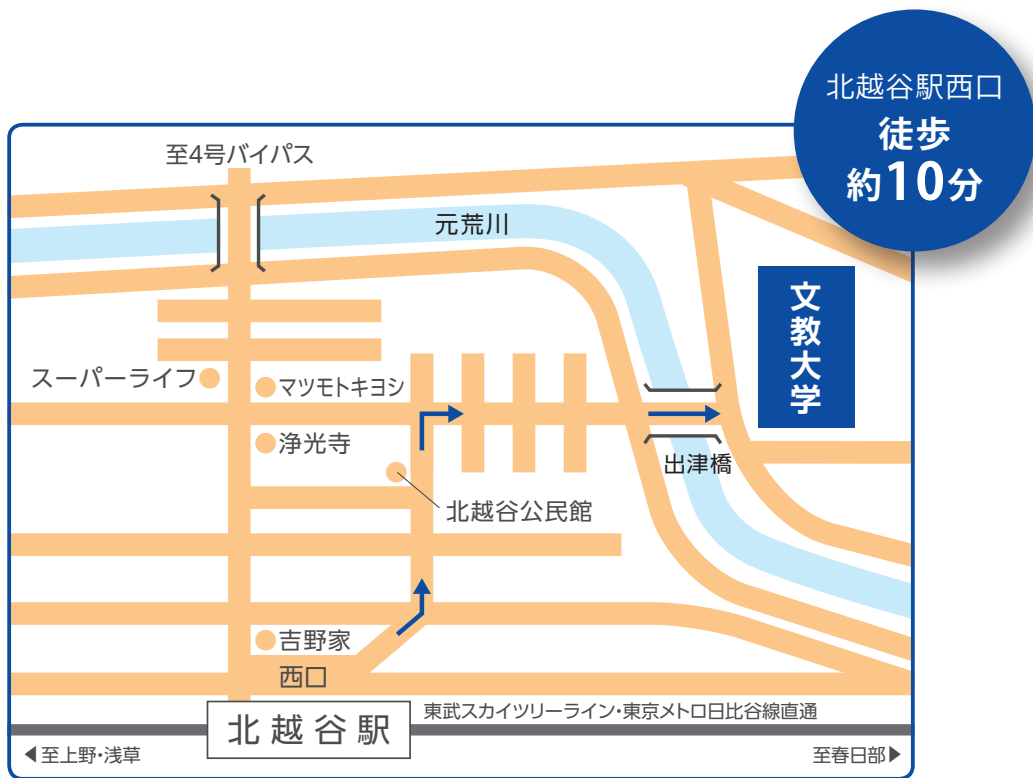 北越谷駅西口
徒歩
約10分
至4号バイパス
元荒川
文教大学
スーパーライフ
マツモトキヨシ
浄光寺
出津橋
北越谷公民館
吉野家
西口
北越谷駅
東武スカイツリーライン・東京メトロ日比谷線直通
◀至上野・浅草
至春日部▶